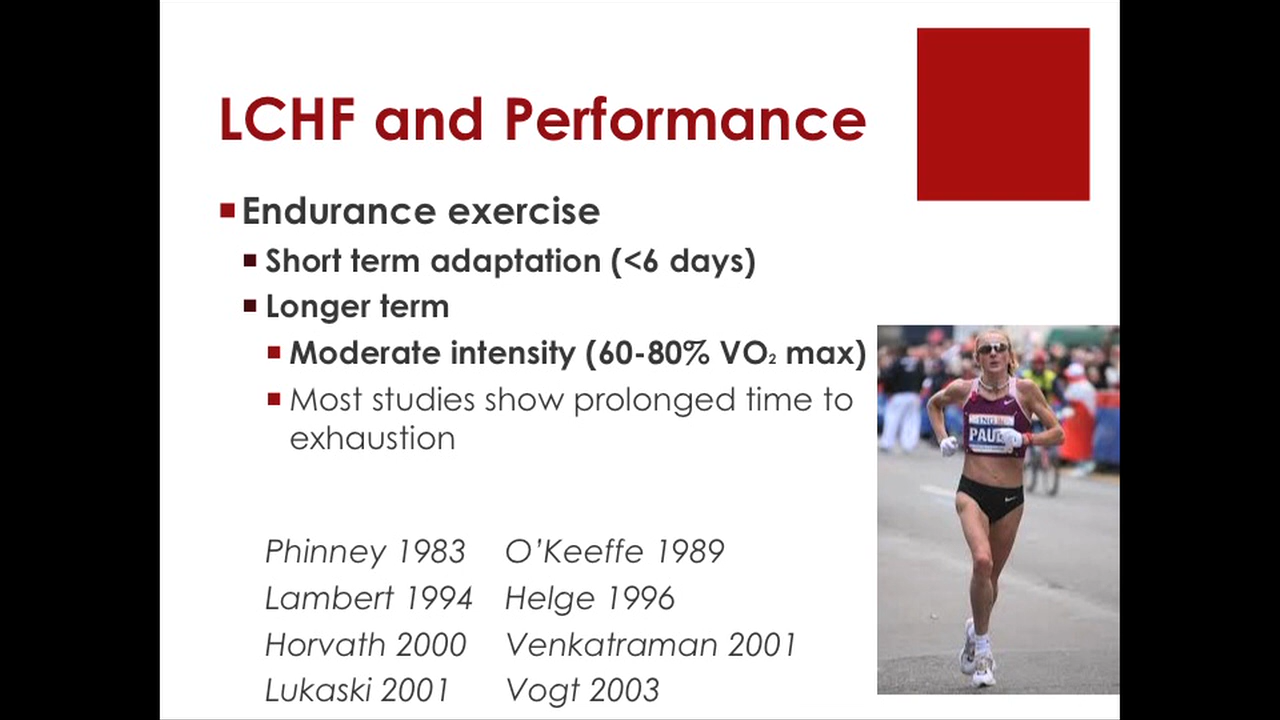 LCHF and Performance
Endurance exercise
Short term adaptation (<6 days)
Longer term
Moderate intensity (60-80% VO₂ max)
Most studies show prolonged time to
exhaustion
Phinney 1983 O’Keeffe 1989
Lambert 1994 Helge 1996
Horvath 2000 Venkatraman 2001
Lukaski 2001 Vogt 2003
ING